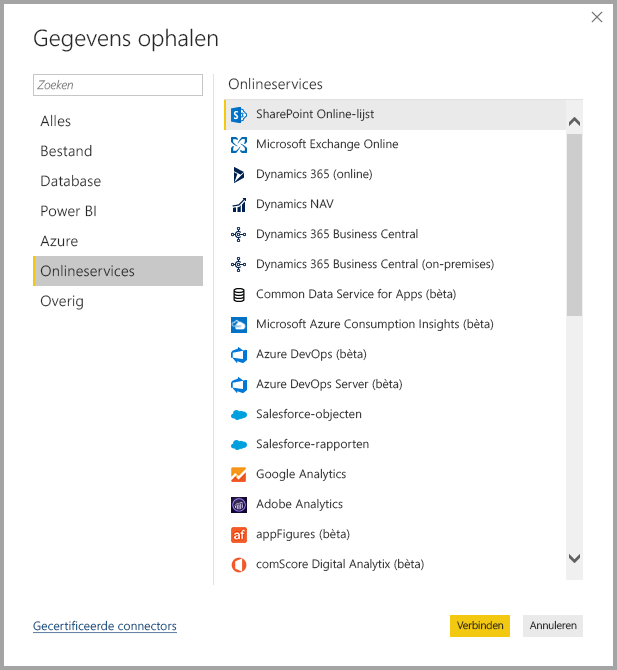 Gegevens ophalen
Zoeken
Alles
Bestand
Database
Power BI
Azure
Onlineservices
Overig
Onlineservices
SharePoint Online-lijst
Microsoft Exchange Online
Dynamics 365 (online)
Dynamics NAV
Dynamics 365 Business Central
Dynamics 365 Business Central (on-premises)
Common Data Service for Apps (bèta)
Microsoft Azure Consumption Insights (bèta)
Azure DevOps (bèta)
Azure DevOps Server (bèta)
Salesforce-objecten
Salesforce-rapporten
Google Analytics
Adobe Analytics
appFigures (bèta)
comScore Digital Analytix (bèta)
Gecertificeerde connectors
Verbinden
Annuleren